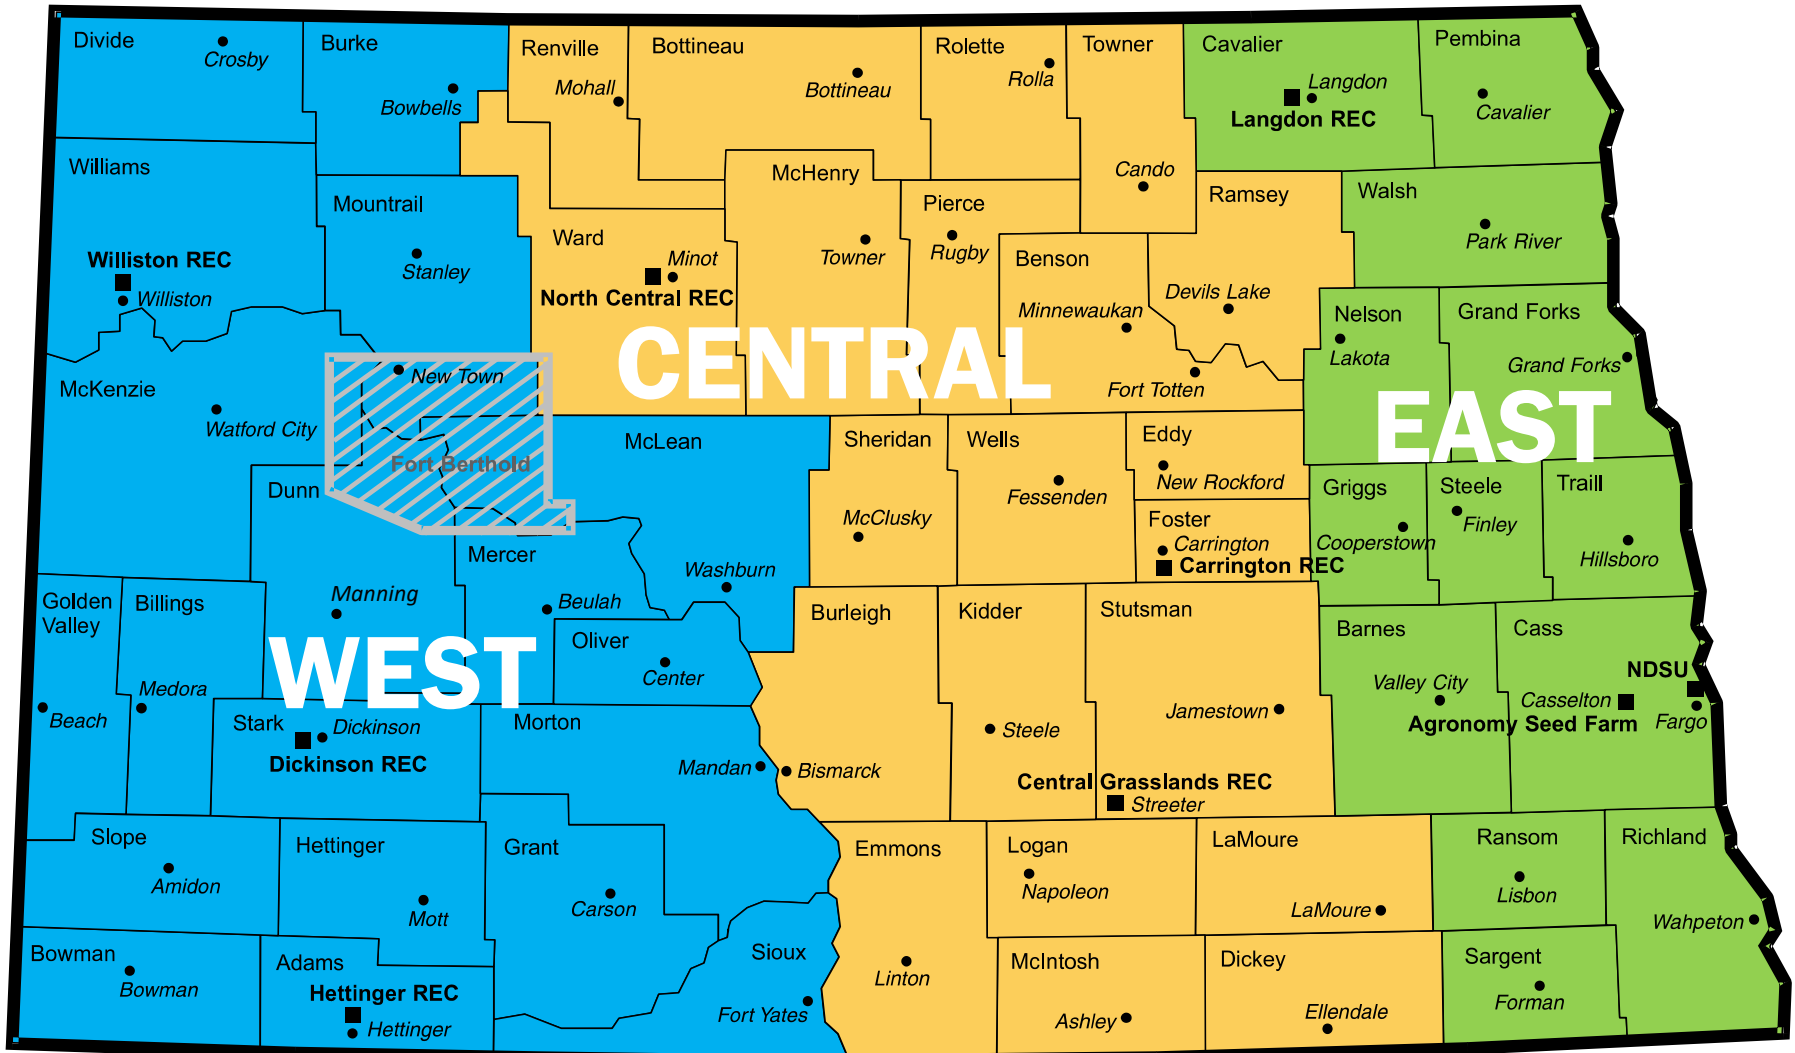 Divide
Crosby
Burke
Bowbells
Renville
Mohall
Bottineau
Bottineau
Rolette
Rolla
Towner
Cando
Cavalier
Langdon
Langdon REC
Pembina
Cavalier
Williams
Williston REC
Williston
Mountrail
Stanley
Ward
Minot
North Central REC
McHenry
Towner
Pierce
Rugby
Benson
Minnewaukan
Fort Totten
Ramsey
Devils Lake
Walsh
Park River
Nelson
Lakota
Grand Forks
Grand Forks
CENTRAL
EAST
McKenzie
Watford City
New Town
Fort Berthold
McLean
Washburn
Sheridan
McClusky
Wells
Fessenden
Eddy
New Rockford
Foster
Carrington
Carrington REC
Griggs
Cooperstown
Steele
Finley
Traill
Hillsboro
Dunn
Manning
Mercer
Beulah
Golden
Valley
Beach
Billings
Medora
WEST
Oliver
Center
Burleigh
Bismarck
Kidder
Steele
Stutsman
Jamestown
Central Grasslands REC
Streeter
Barnes
Valley City
Cass
NDSU
Casselton
Fargo
Agronomy Seed Farm
Stark
Dickinson
Dickinson REC
Morton
Mandan
Slope
Amidon
Hettinger
Mott
Grant
Carson
Emmons
Linton
Logan
Napoleon
LaMoure
LaMoure
Ransom
Lisbon
Richland
Wahpeton
Bowman
Bowman
Adams
Hettinger REC
Hettinger
Sioux
Fort Yates
McIntosh
Ashley
Dickey
Ellendale
Sargent
Forman